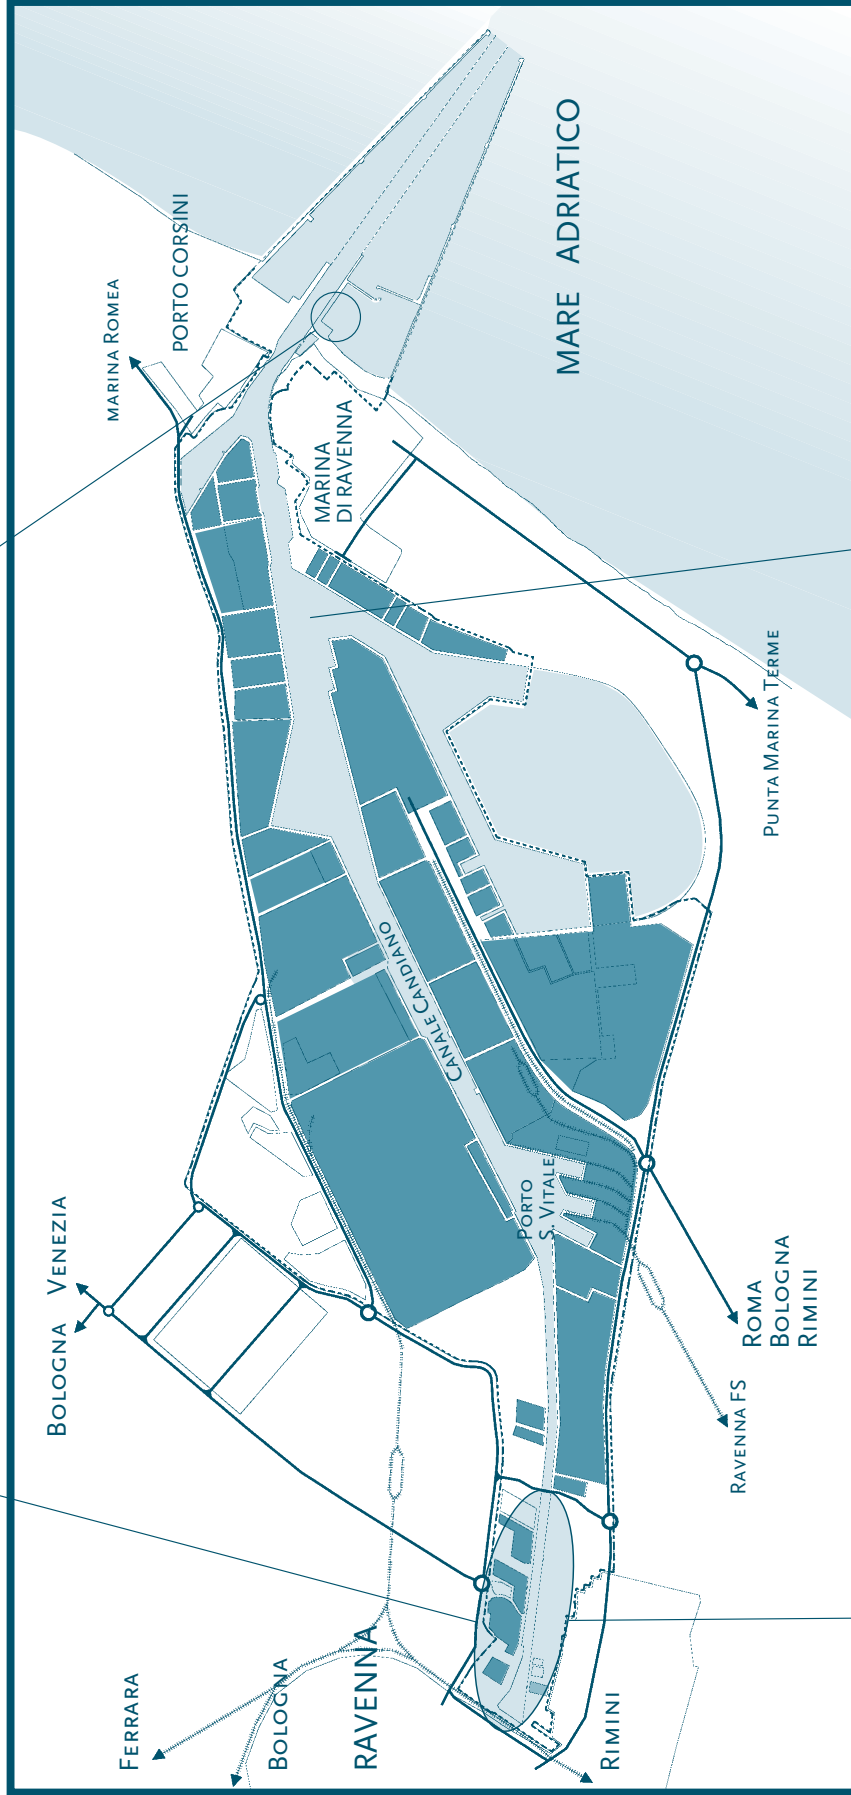 MARINA ROMEA
PORTO CORSINI
MARE ADRIATICO
MARINA
DI RAVENNA
PUNTA MARINA TERME
CANALE CANDIANO
PORTO
S. VITALE
VENEZIA
BOLOGNA
ROMA
BOLOGNA
RIMINI
RAVENNA FS
FERRARA
BOLOGNA
RAVENNA
RIMINI